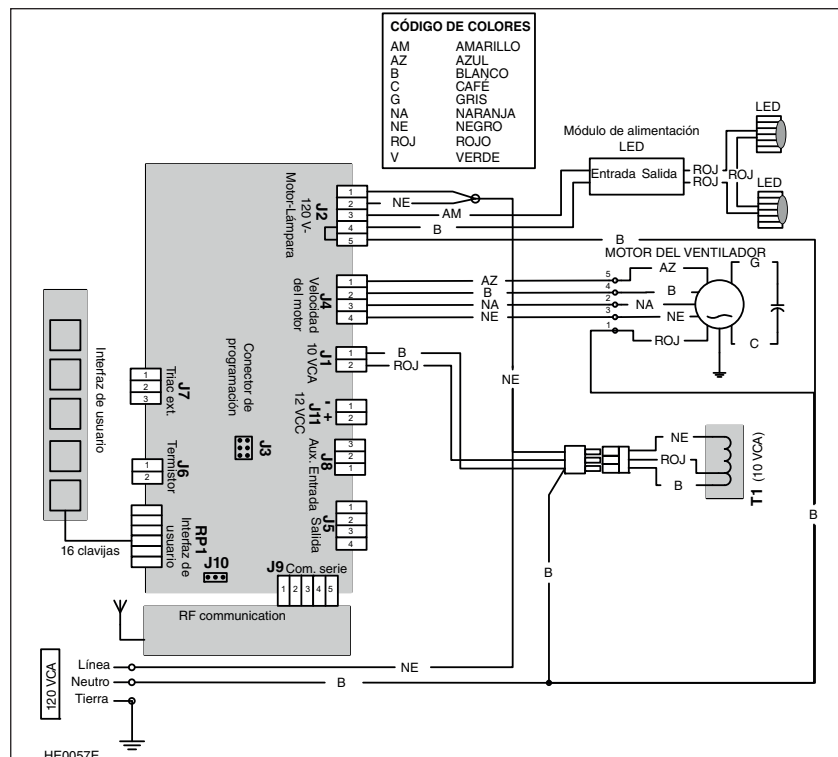 CÓDIGO DE COLORES
AM AMARILLO
AZ AZUL
B BLANCO
C CAFÉ
G GRIS
NA NARANJA
NE NEGRO
ROJ ROJO
V VERDE
LED
Módulo de alimentación
LED
Entrada Salida
ROJ
ROJ
ROJ
LED
J2
120 V-
Motor-Lámpara
1
2
3
4
5
NE
AM
B
B
MOTOR DEL VENTILADOR
J4
Velocidad
del motor
1
2
3
4
AZ
B
NA
NE
5
4
2
3
1
AZ
B
NA
NE
ROJ
G
C
J1
10 VCA
1
2
B
ROJ
NE
J11
12 VCC
- +
1
2
J8
Aux. Entrada
3
2
1
J5
Salida
1
2
3
4
Conector de
programación
J3
J7
Triac ext.
1
2
3
J6
Termistor
1
2
RP1
Interfaz de
usuario
J10
J9 Com. serie
1 2 3 4 5
Interfaz de usuario
16 clavijas
RF communication
NE
ROJ
B
T1 (10 VCA)
B
B
120 VCA
Línea
Neutro
Tierra
NE
B
HE0057E